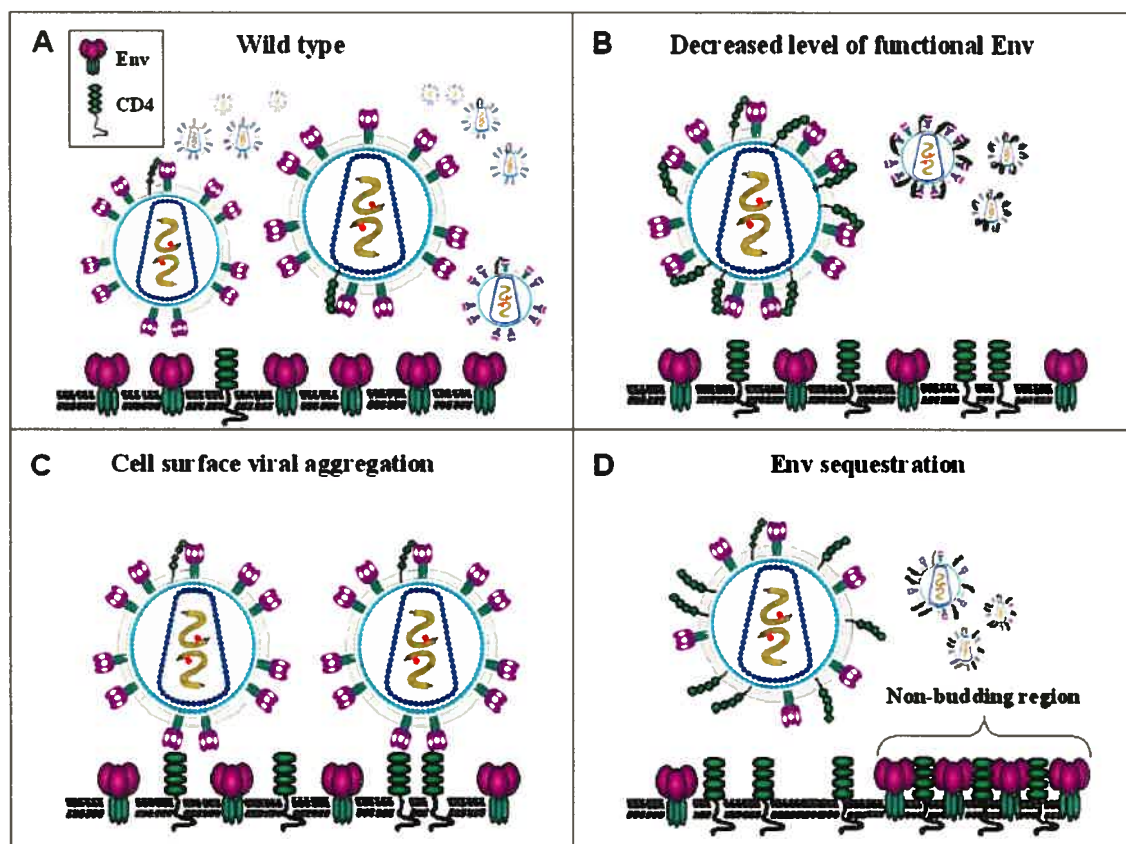 A
Wild type
Env
CD4
B
Decreased level of functional Env
C
Cell surface viral aggregation
D
Env sequestration
Non-budding region